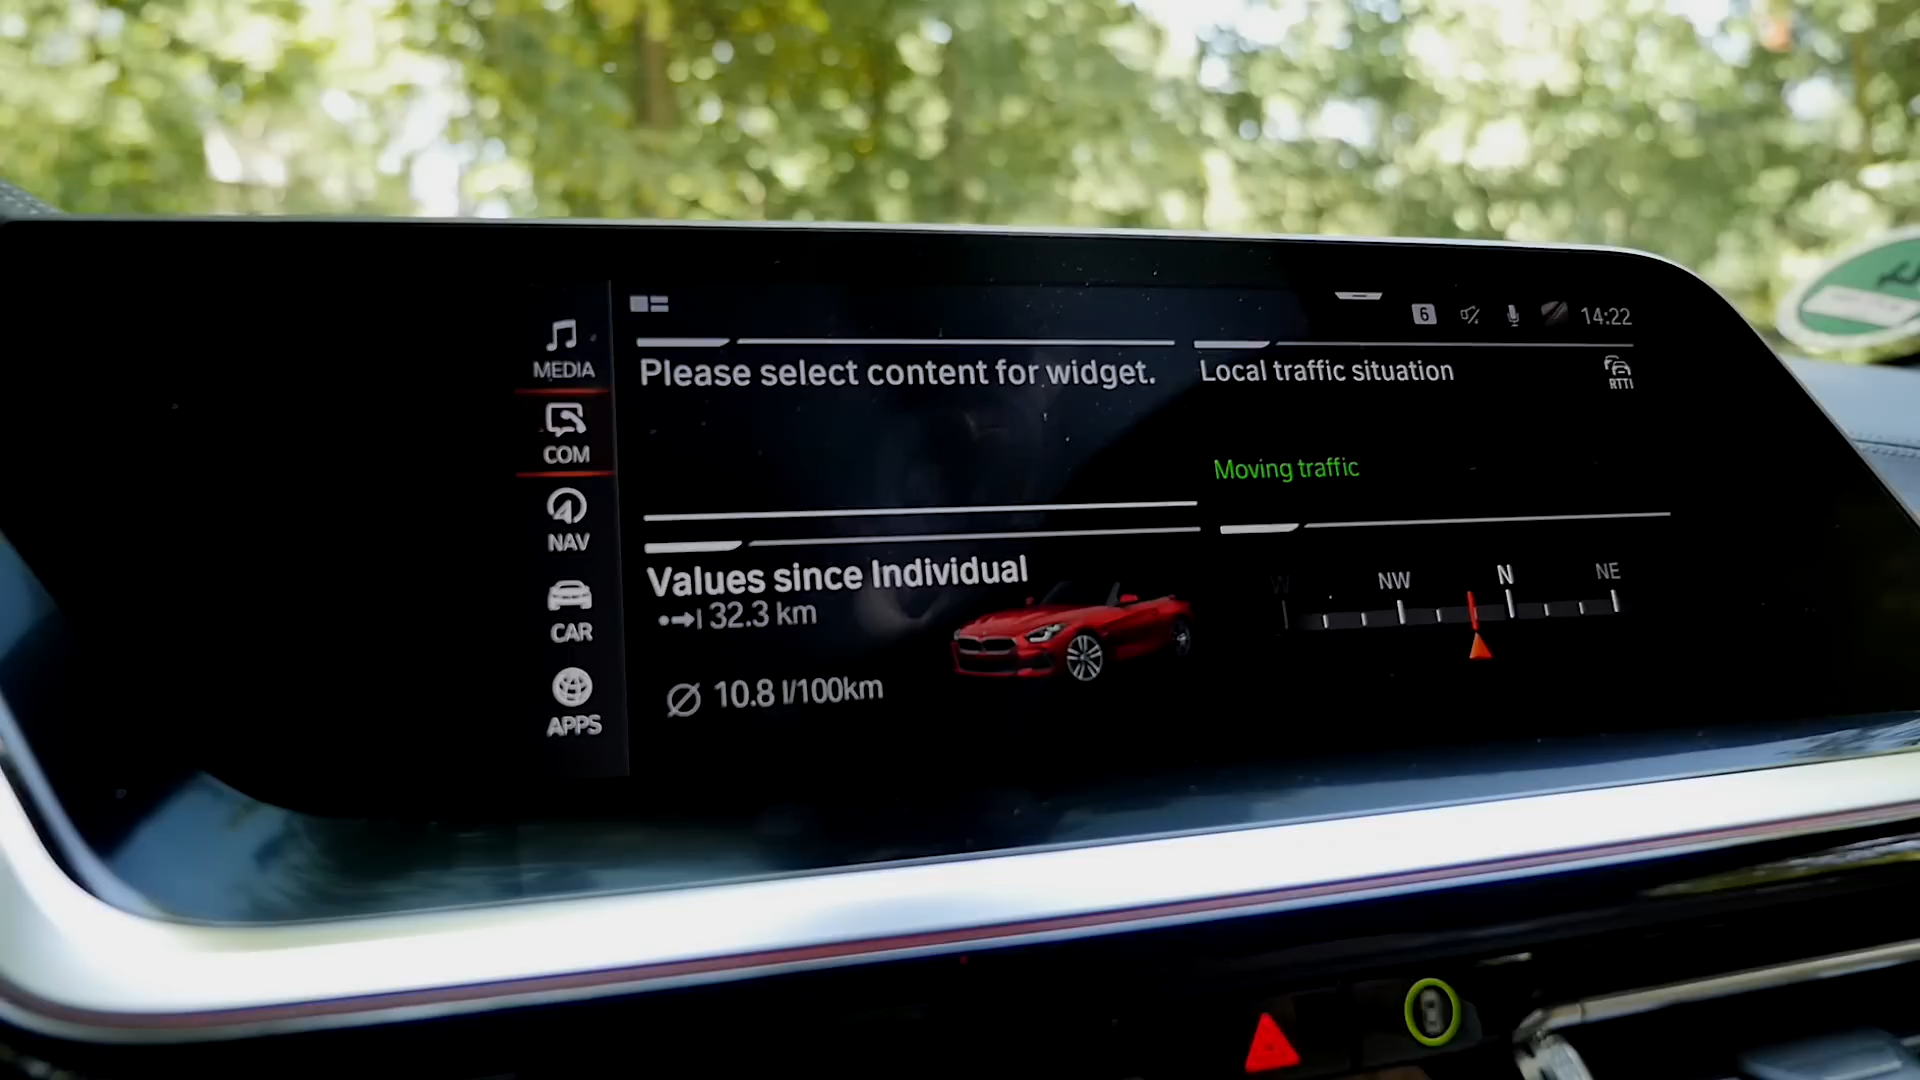 MEDIA
COM
NAV
CAR
APPS
6
14:22
Please select content for widget.
Local traffic situation
RTTI
Moving traffic
Values since Individual
32.3 km
Ø 10.8 l/100km
W
NW
N
NE